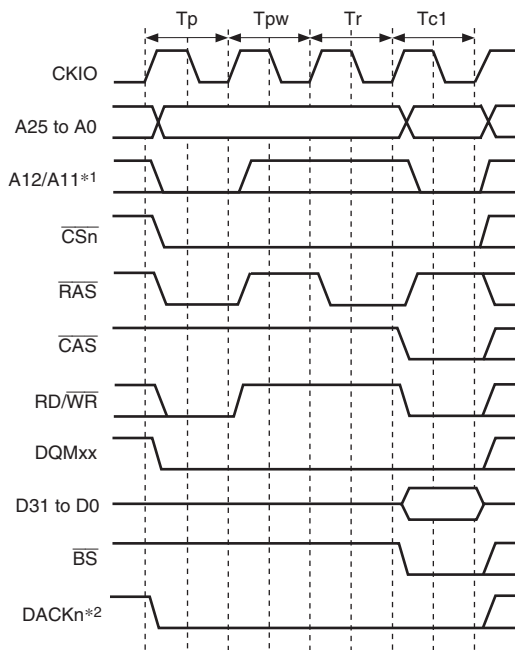 Tp Tpw Tr Tc1
CKIO
A25 to A0
A12/A11*1
CSn
RAS
CAS
RD/WR
DQMxx
D31 to D0
BS
DACKn*2